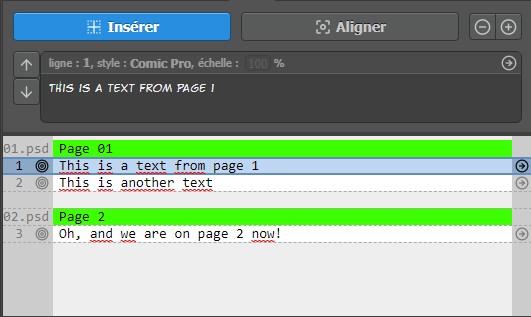 Insérer
Aligner
ligne : 1, style : Comic Pro, échelle : 100 %
THIS IS A TEXT FROM PAGE 1
01.psd Page 01
1 This is a text from page 1
2 This is another text
02.psd Page 2
3 Oh, and we are on page 2 now!